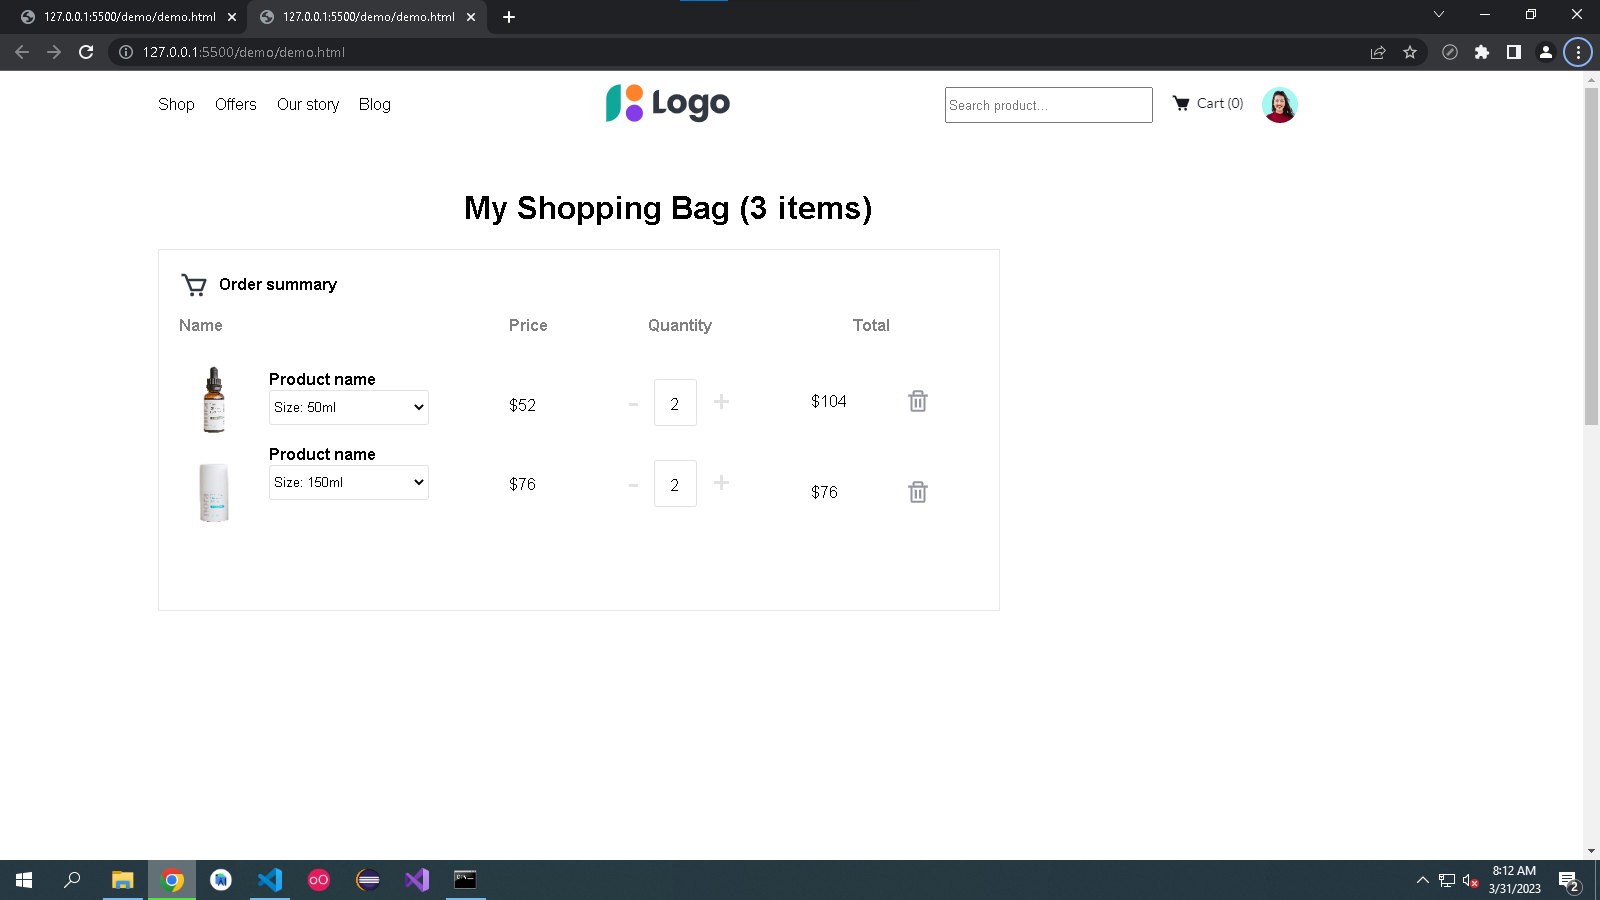 127.0.0.1:5500/demo/demo.html
127.0.0.1:5500/demo/demo.html
127.0.0.1:5500/demo/demo.html
Shop Offers Our story Blog
Logo
Search product...
Cart (0)
My Shopping Bag (3 items)
Order summary
Name Price Quantity Total
Product name
Size: 50ml
$52 - 2 + $104
Product name
Size: 150ml
$76 - 2 + $76
8:12 AM
3/31/2023
2